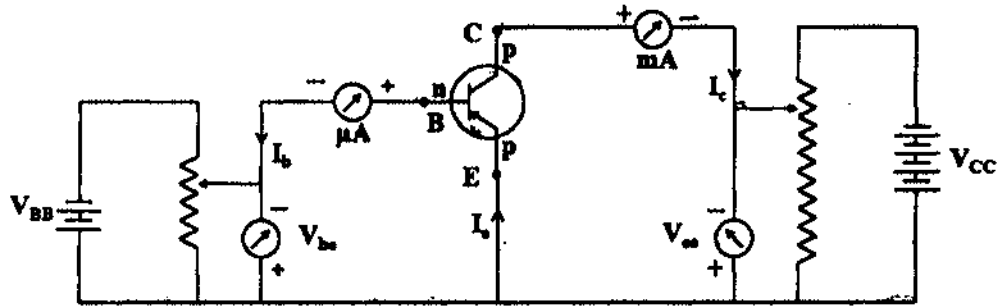 C
+ −
mA
p
− +
n
μA
B
I_c
V_CC
p
I_b
E
V_BB
−
V_be
+
I_e
−
V_ce
+